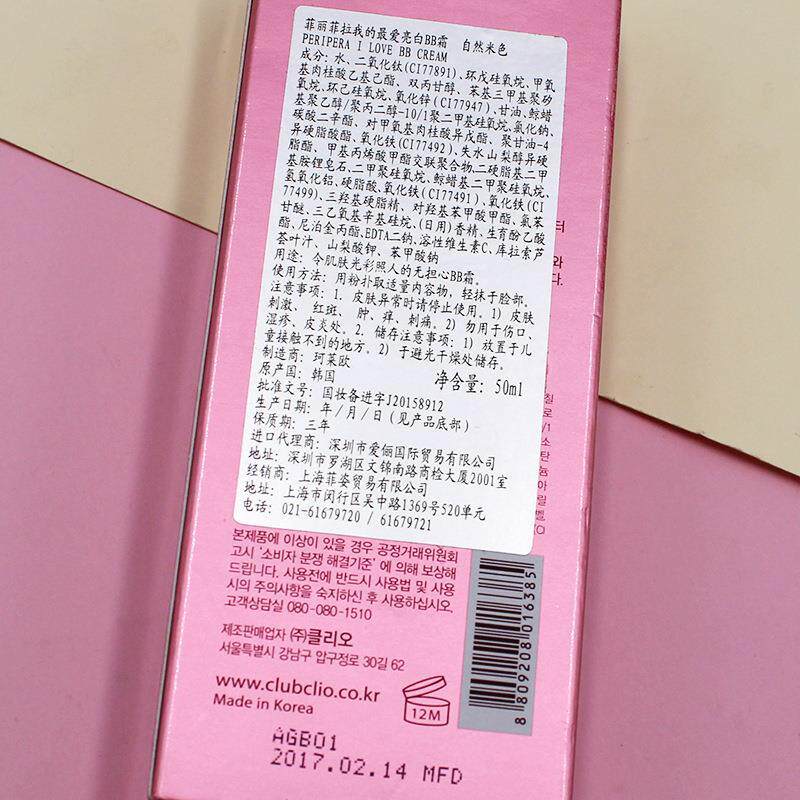 菲丽菲拉我的最爱亮白BB霜 自然米色
PERIPERA I LOVE BB CREAM
成分: 水、二氧化钛(CI77891)、环戊硅氧烷、甲氧
基肉桂酸乙基己酯、双丙甘醇、苯基三甲基聚矽
氧烷、环己硅氧烷、氧化锌(CI77947)、甘油、鲸蜡
基聚乙醇/聚丙二醇-10/1聚二甲基硅氧烷、氯化钠、
碳酸二辛酯、对甲氧基肉桂酸异戊酯、聚甘油-4
异硬脂酸酯、氧化铁(CI77492)、失水山梨醇异硬
脂酯、甲基丙烯酸甲酯交联聚合物、二硬脂基二甲
基胺锂皂石、二甲聚硅氧烷、鲸蜡基二甲聚硅氧烷、
氢氧化铝、硬脂酸、氧化铁(CI77491)、氧化铁(CI
77499)、三羟基硬脂精、对羟基苯甲酸甲酯、氯苯
甘醚、三乙氧基辛基硅烷、(日用)香精、生育酚乙酸
酯、尼泊金丙酯、EDTA二钠、溶性维生素C、库拉索芦
荟叶汁、山梨酸钾、苯甲酸钠
用途: 令肌肤光彩照人的无担心BB霜。
使用方法: 用粉扑取适量内容物, 轻抹于脸部。
注意事项: 1. 皮肤异常时请停止使用。1) 皮肤
刺激、 红斑、 肿、痒、刺痛。2) 勿用于伤口、
湿疹、皮炎处。2. 储存注意事项: 1) 放置于儿
童接触不到的地方。2) 于避光干燥处储存。
制造商: 珂莱欧
净含量: 50ml
原产国: 韩国
批准文号: 国妆备进字J20158912
生产日期: 年/月/日(见产品底部)
保质期: 三年
进口代理商: 深圳市爱俪国际贸易有限公司
地址: 深圳市罗湖区文锦南路商检大厦2001室
经销商: 上海菲姿贸易有限公司
地址: 上海市闵行区吴中路1369号520单元
电话: 021-61679720 / 61679721
본제품에 이상이 있을 경우 공정거래위원회
고시 '소비자 분쟁 해결기준' 에 의해 보상해
드립니다. 사용전에 반드시 사용법 및 사용
시의 주의사항을 숙지하신 후 사용하십시오.
고객상담실 080-080-1510
제조판매업자 ㈜클리오
서울특별시 강남구 압구정로 30길 62
www.clubclio.co.kr
Made in Korea
12M
8 809208 016385
AGB01
2017.02.14 MFD